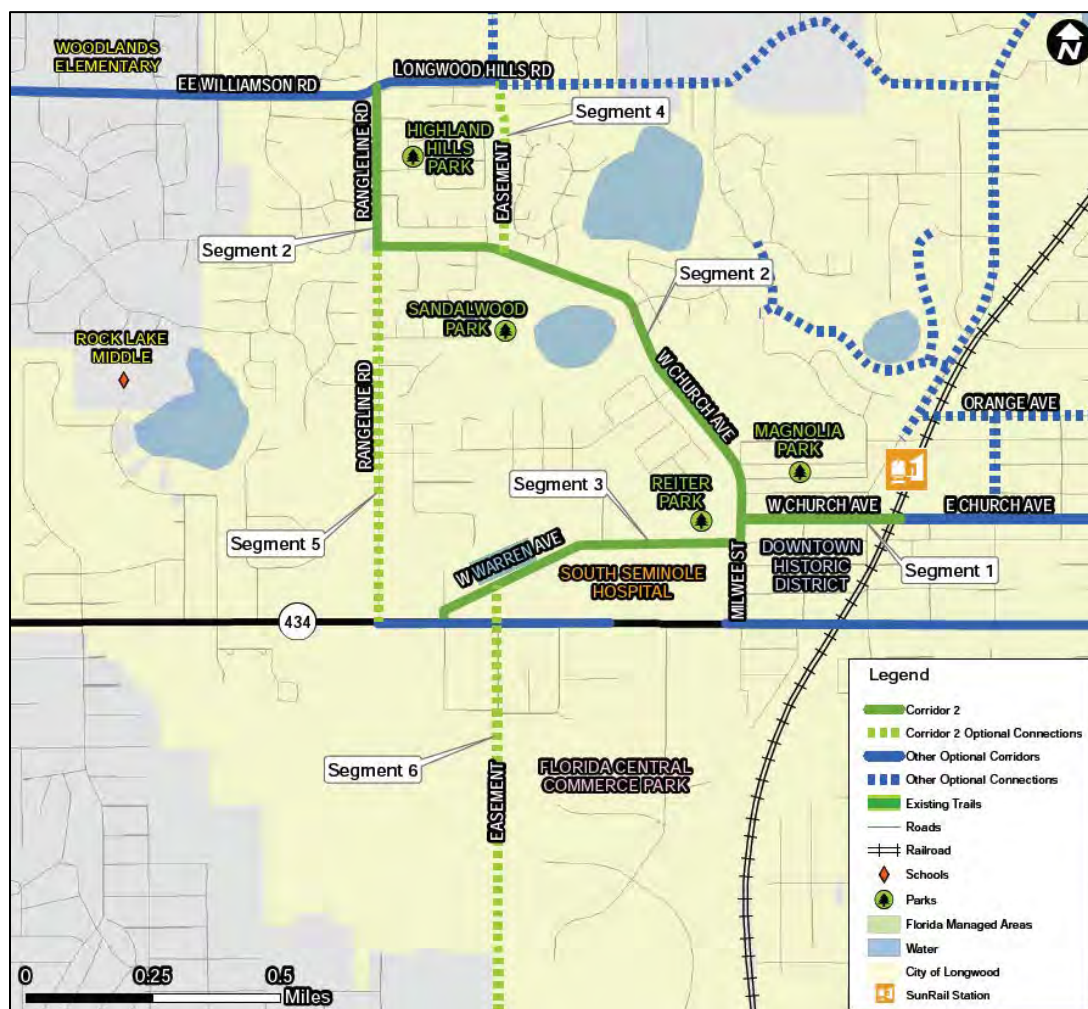 WOODLANDS
ELEMENTARY
EE WILLIAMSON RD
LONGWOOD HILLS RD
N
Segment 4
RANGLELINE RD
HIGHLAND
HILLS
PARK
EASEMENT
Segment 2
Segment 2
SANDALWOOD
PARK
ROCK LAKE
MIDDLE
RANGELINE RD
W CHURCH AVE
ORANGE AVE
MAGNOLIA
PARK
Segment 3
REITER
PARK
W CHURCH AVE
E CHURCH AVE
Segment 5
W WARREN AVE
SOUTH SEMINOLE
HOSPITAL
MILWEE ST
DOWNTOWN
HISTORIC
DISTRICT
Segment 1
434
Segment 6
EASEMENT
FLORIDA CENTRAL
COMMERCE PARK
Legend
Corridor 2
Corridor 2 Optional Connections
Other Optional Corridors
Other Optional Connections
Existing Trails
Roads
Railroad
Schools
Parks
Florida Managed Areas
Water
City of Longwood
SunRail Station
0 0.25 0.5
Miles